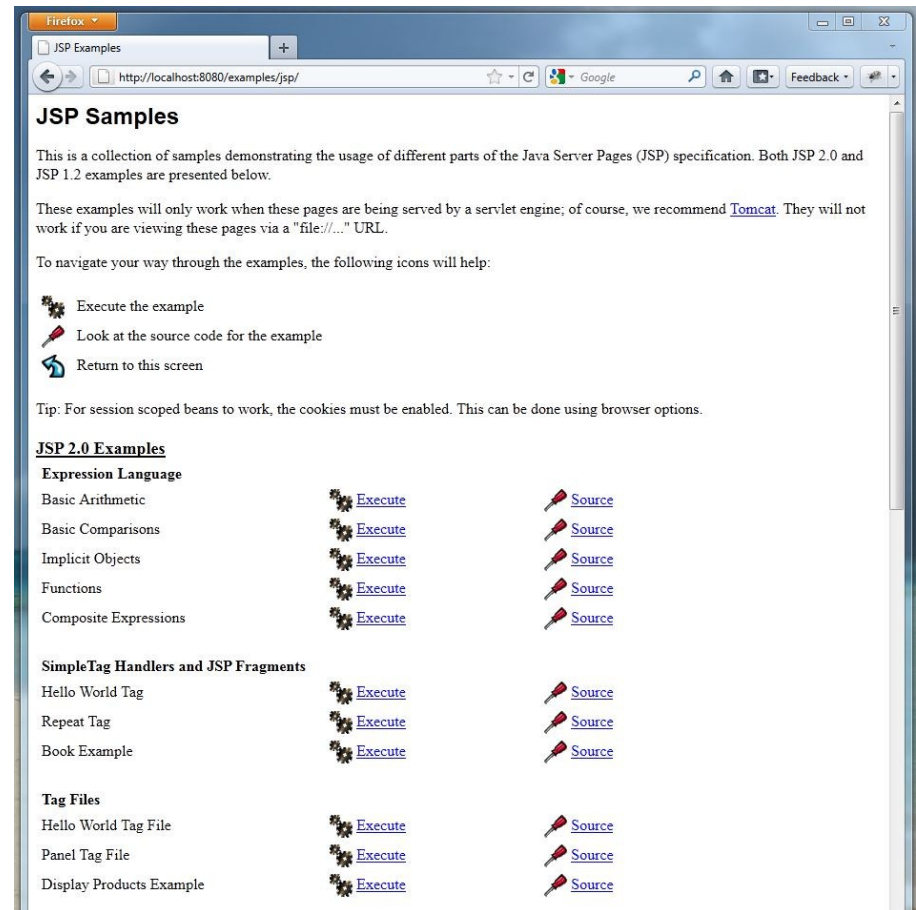 Firefox
JSP Examples
http://localhost:8080/examples/jsp/
Google
Feedback
JSP Samples
This is a collection of samples demonstrating the usage of different parts of the Java Server Pages (JSP) specification. Both JSP 2.0 and
JSP 1.2 examples are presented below.
These examples will only work when these pages are being served by a servlet engine; of course, we recommend Tomcat. They will not
work if you are viewing these pages via a "file://..." URL.
To navigate your way through the examples, the following icons will help:
Execute the example
Look at the source code for the example
Return to this screen
Tip: For session scoped beans to work, the cookies must be enabled. This can be done using browser options.
JSP 2.0 Examples
Expression Language
Basic Arithmetic Execute Source
Basic Comparisons Execute Source
Implicit Objects Execute Source
Functions Execute Source
Composite Expressions Execute Source
SimpleTag Handlers and JSP Fragments
Hello World Tag Execute Source
Repeat Tag Execute Source
Book Example Execute Source
Tag Files
Hello World Tag File Execute Source
Panel Tag File Execute Source
Display Products Example Execute Source